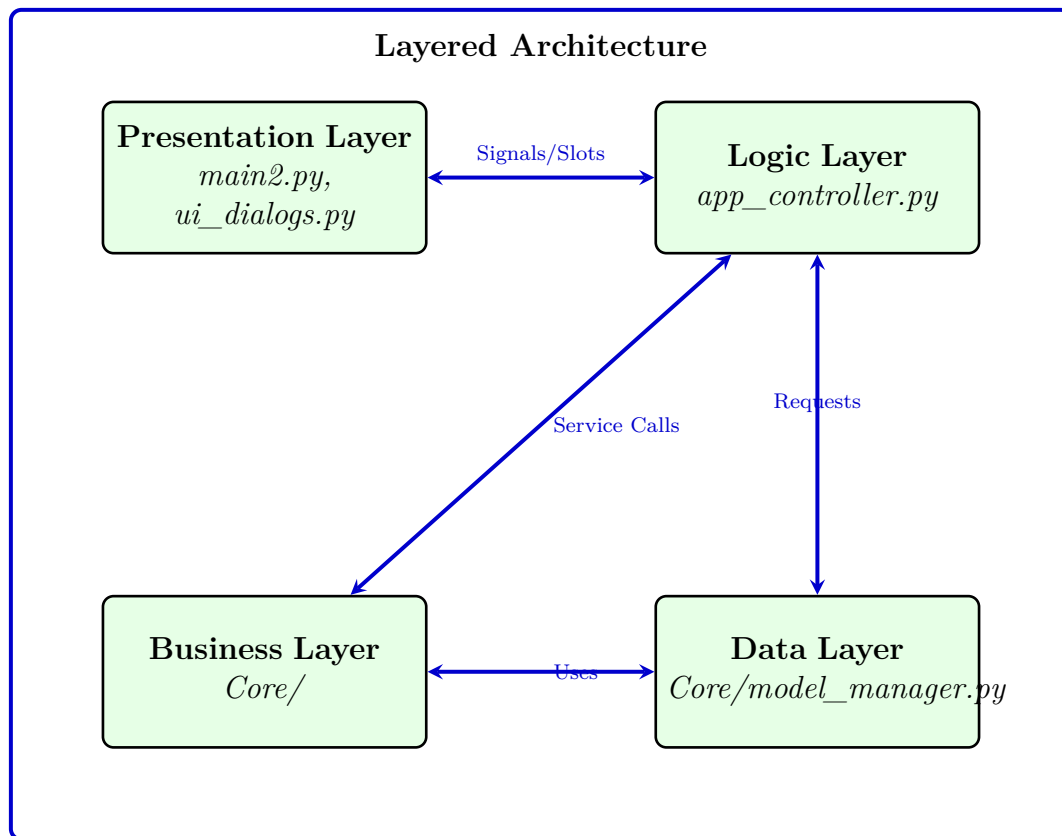 Layered Architecture
Presentation Layer
main2.py,
ui_dialogs.py
Signals/Slots
Logic Layer
app_controller.py
Service Calls
Requests
Business Layer
Core/
Uses
Data Layer
Core/model_manager.py